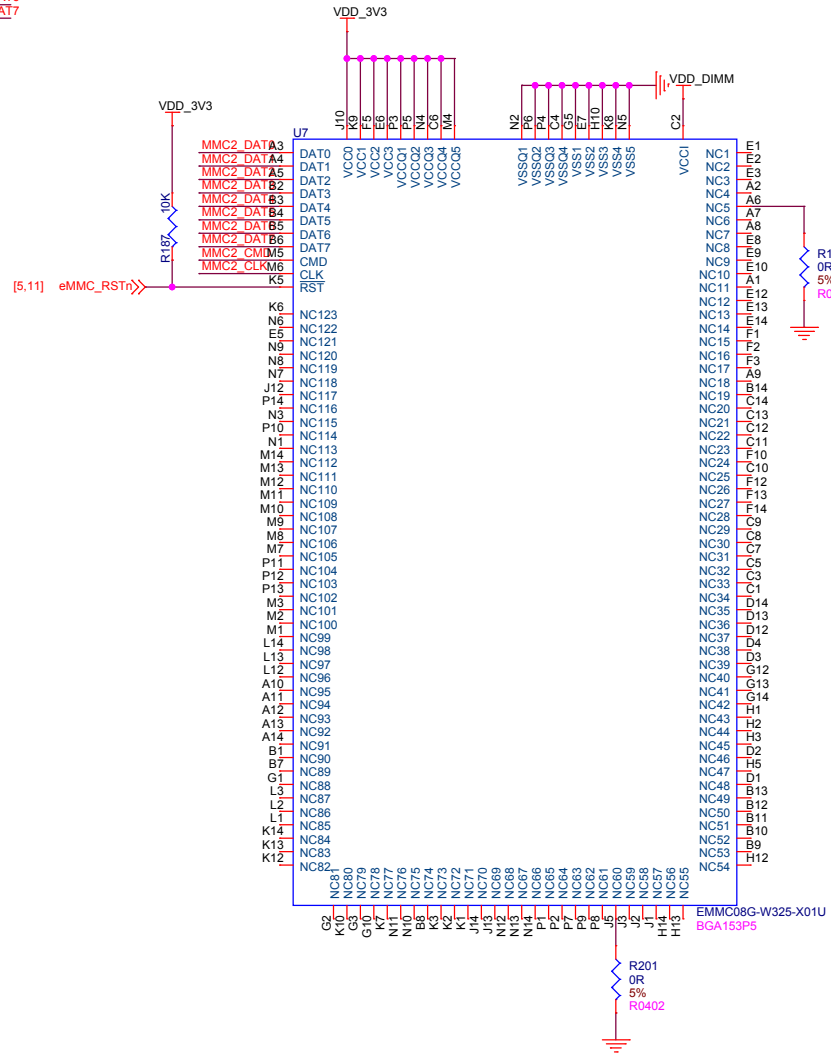 AT7
VDD_3V3
VDD_3V3
VDD_DIMM
J10 K9 F5 E6 P3 P5 N4 C6 M4
N2 P6 P4 C4 G5 E7 H10 K8 N5
C2
U7
VCC0 VCC1 VCC2 VCC3 VCCQ1 VCCQ2 VCCQ3 VCCQ4 VCCQ5
VSSQ1 VSSQ2 VSSQ3 VSSQ4 VSS1 VSS2 VSS3 VSS4 VSS5
VCCI
R187 10K
MMC2_DAT0 A3 DAT0
MMC2_DAT1 A4 DAT1
MMC2_DAT2 A5 DAT2
MMC2_DAT3 B2 DAT3
MMC2_DAT4 B3 DAT4
MMC2_DAT5 B4 DAT5
MMC2_DAT6 B5 DAT6
MMC2_DAT7 B6 DAT7
MMC2_CMD M5 CMD
MMC2_CLK M6 CLK
[5,11] eMMC_RSTn K5 RST
K6 NC123
N6 NC122
E5 NC121
N9 NC120
N8 NC119
N7 NC118
J12 NC117
P14 NC116
N3 NC115
P10 NC114
N1 NC113
M14 NC112
M13 NC111
M12 NC110
M11 NC109
M10 NC108
M9 NC107
M8 NC106
M7 NC105
P11 NC104
P12 NC103
P13 NC102
M3 NC101
M2 NC100
M1 NC99
L14 NC98
L13 NC97
L12 NC96
A10 NC95
A11 NC94
A12 NC93
A13 NC92
A14 NC91
B1 NC90
B7 NC89
G1 NC88
L3 NC87
L2 NC86
L1 NC85
K14 NC84
K13 NC83
K12 NC82
NC1 E1
NC2 E2
NC3 E3
NC4 A2
NC5 A6
NC6 A7
NC7 A8
NC8 E8
NC9 E9
NC10 E10
NC11 A1
NC12 E12
NC13 E13
NC14 E14
NC15 F1
NC16 F2
NC17 F3
NC18 A9
NC19 B14
NC20 C14
NC21 C13
NC22 C12
NC23 C11
NC24 F10
NC25 C10
NC26 F12
NC27 F13
NC28 F14
NC29 C9
NC30 C8
NC31 C7
NC32 C5
NC33 C3
NC34 C1
NC35 D14
NC36 D13
NC37 D12
NC38 D4
NC39 D3
NC40 G12
NC41 G13
NC42 G14
NC43 H1
NC44 H2
NC45 H3
NC46 D2
NC47 H5
NC48 D1
NC49 B13
NC50 B12
NC51 B11
NC52 B10
NC53 B9
NC54 H12
R1
0R
5%
R0
NC81 NC80 NC79 NC78 NC77 NC76 NC75 NC74 NC73 NC72 NC71 NC70 NC69 NC68 NC67 NC66 NC65 NC64 NC63 NC62 NC61 NC60 NC59 NC58 NC57 NC56 NC55
G2 K10 G3 G10 K7 N11 N10 B8 K3 K2 K1 J14 J13 N12 N13 N14 P1 P2 P7 P9 P8 J5 J3 J2 J1 H14 H13
EMMC08G-W325-X01U
BGA153P5
R201
0R
5%
R0402